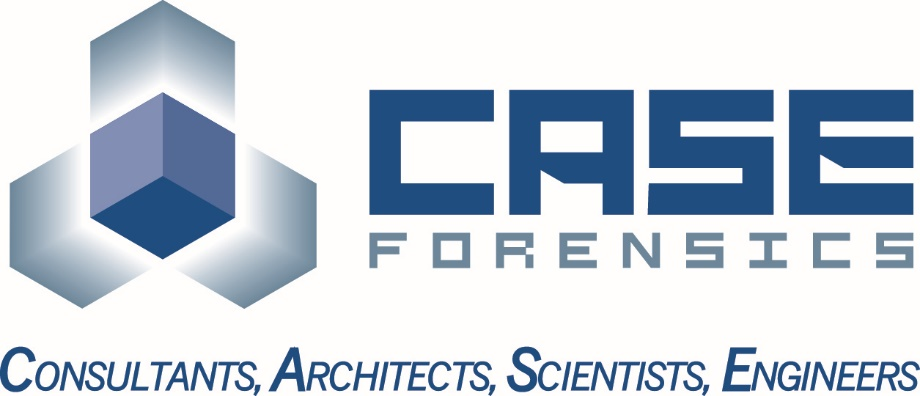 CASE
FORENSICS
CONSULTANTS, ARCHITECTS, SCIENTISTS, ENGINEERS